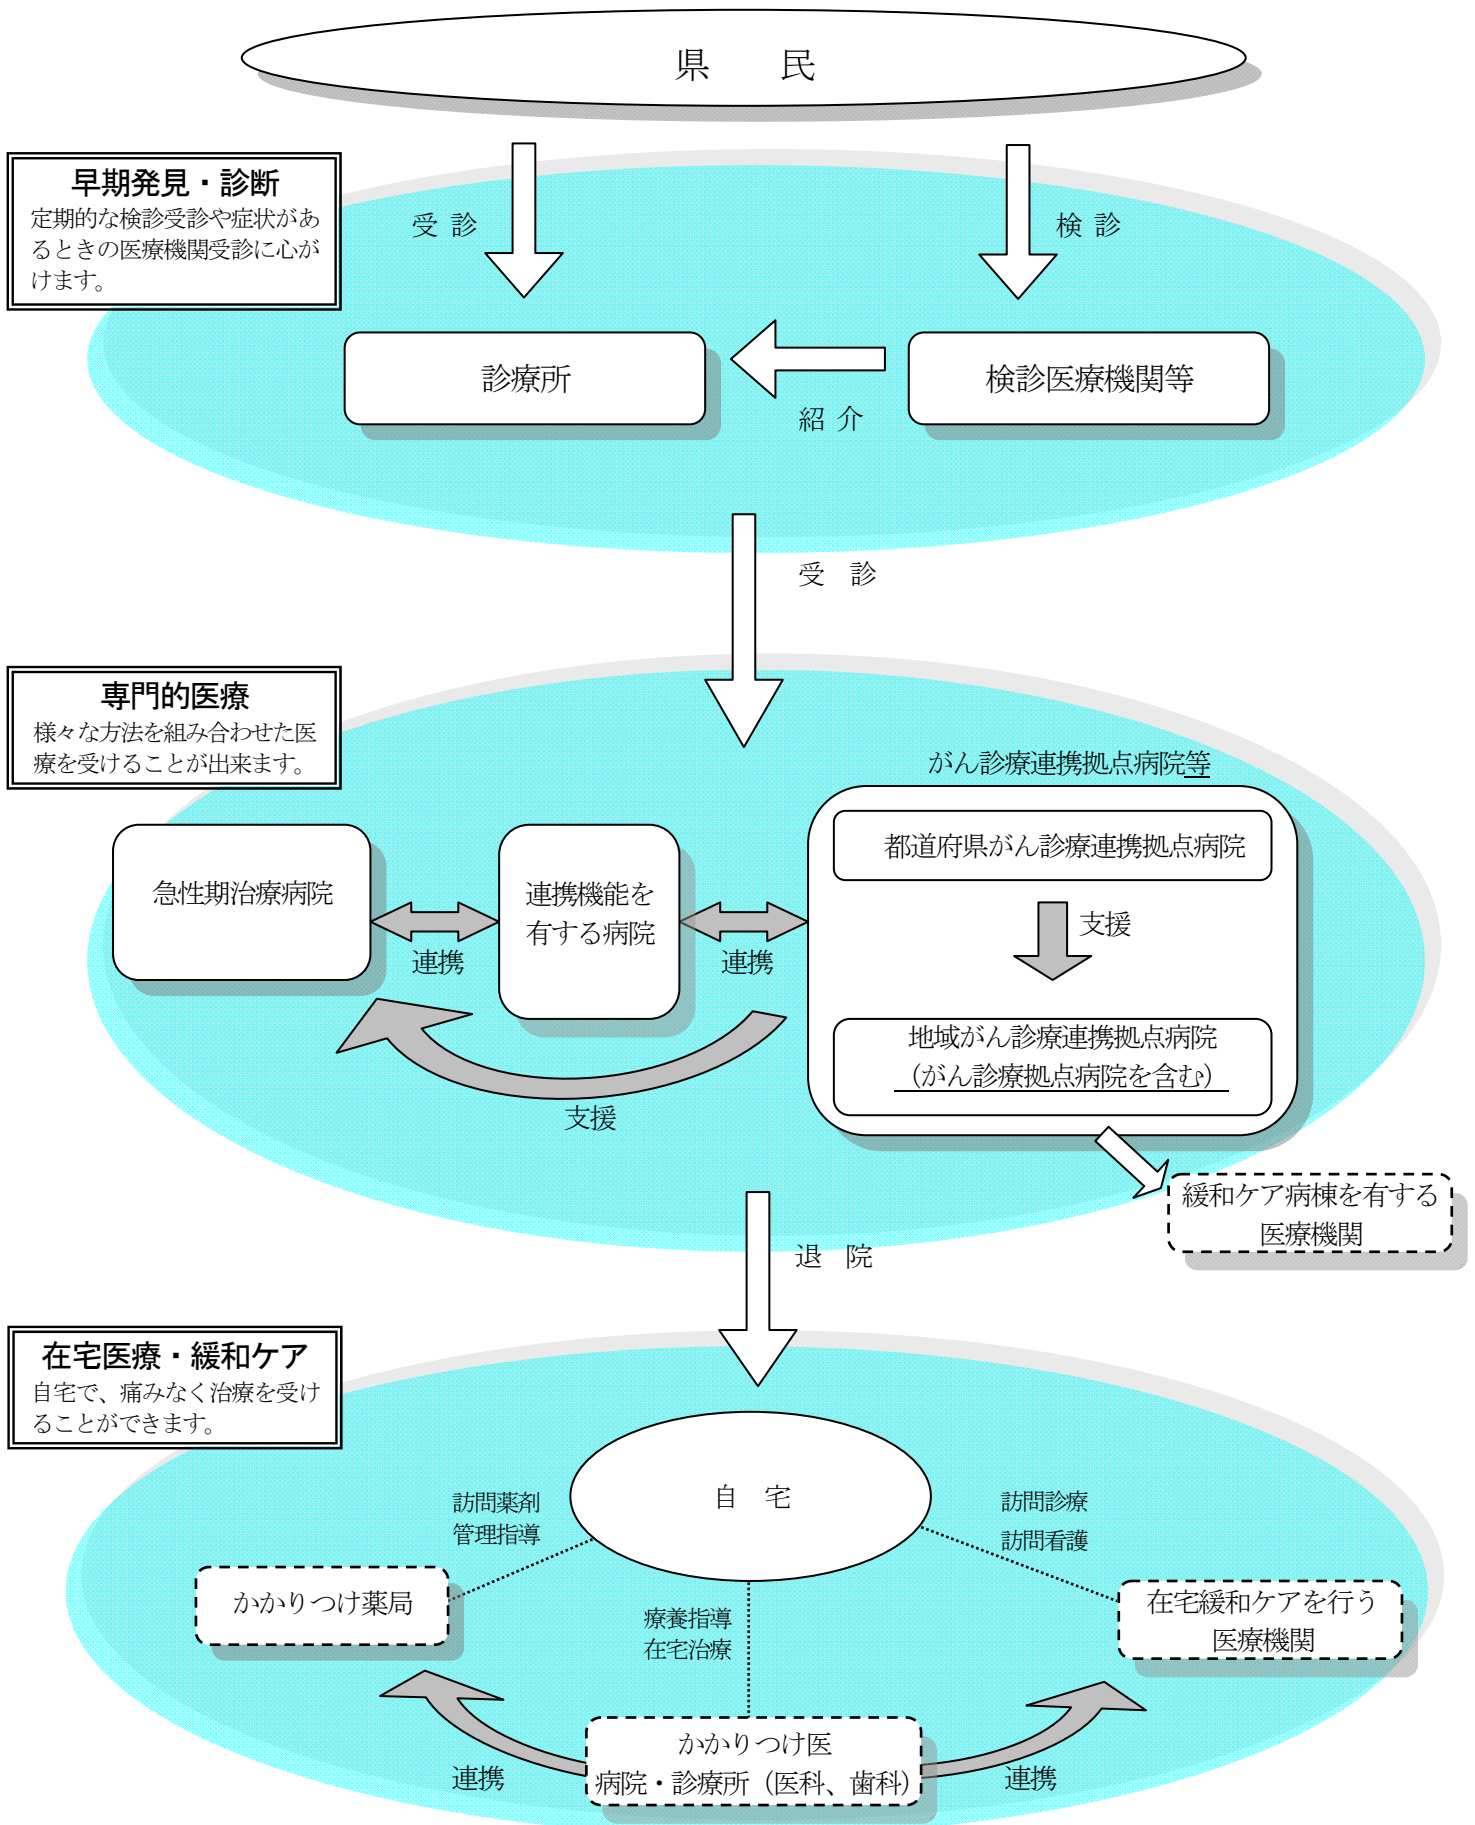 県　民
早期発見・診断
定期的な検診受診や症状があ
るときの医療機関受診に心が
けます。
受 診
検 診
診療所
検診医療機関等
紹 介
受　診
専門的医療
様々な方法を組み合わせた医
療を受けることが出来ます。
がん診療連携拠点病院等
都道府県がん診療連携拠点病院
急性期治療病院
連携機能を
有する病院
支援
連携
連携
地域がん診療連携拠点病院
（がん診療拠点病院を含む）
支援
緩和ケア病棟を有する
医療機関
退　院
在宅医療・緩和ケア
自宅で、痛みなく治療を受け
ることができます。
自　宅
訪問薬剤
管理指導
訪問診療
訪問看護
かかりつけ薬局
療養指導
在宅治療
在宅緩和ケアを行う
医療機関
かかりつけ医
病院・診療所（医科、歯科）
連携
連携